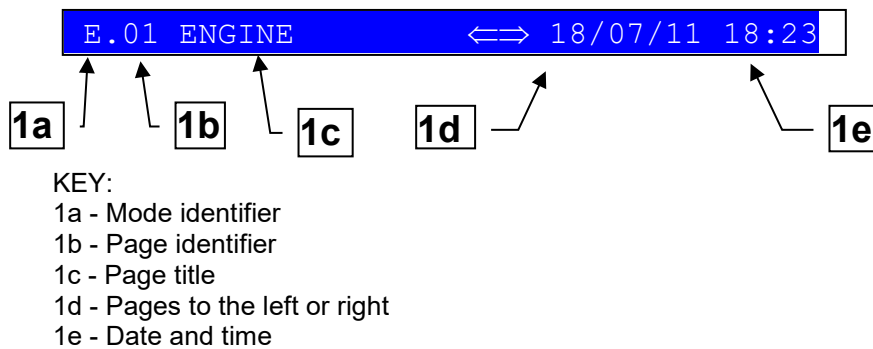 E.01 ENGINE ⟸⟹ 18/07/11 18:23
1a 1b 1c 1d 1e
KEY:
1a - Mode identifier
1b - Page identifier
1c - Page title
1d - Pages to the left or right
1e - Date and time